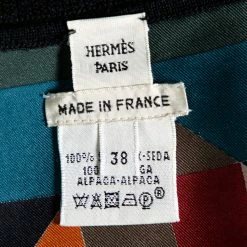 HERMÈS
PARIS
MADE IN FRANCE
100% 38 -SEDA
100 GA
ALPACA-ALPACA
P